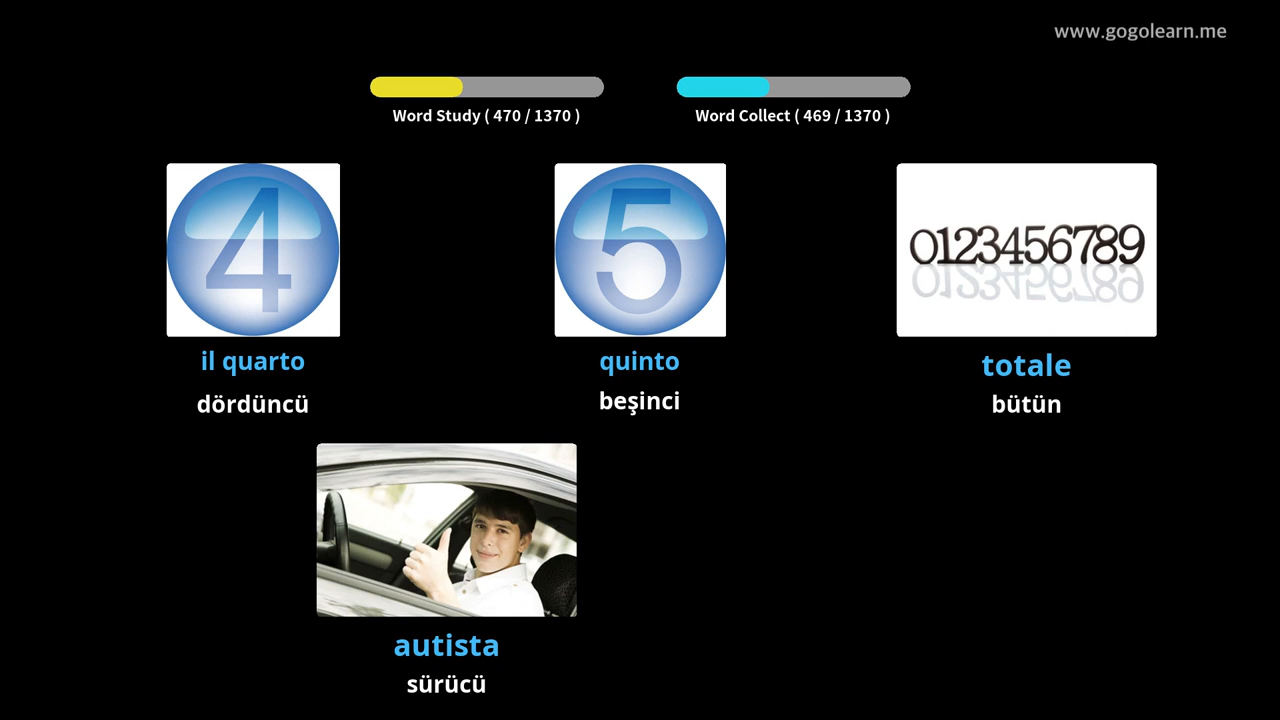 www.gogolearn.me
Word Study ( 470 / 1370 )
Word Collect ( 469 / 1370 )
4
5
0123456789
il quarto
quinto
totale
dördüncü
beşinci
bütün
autista
sürücü